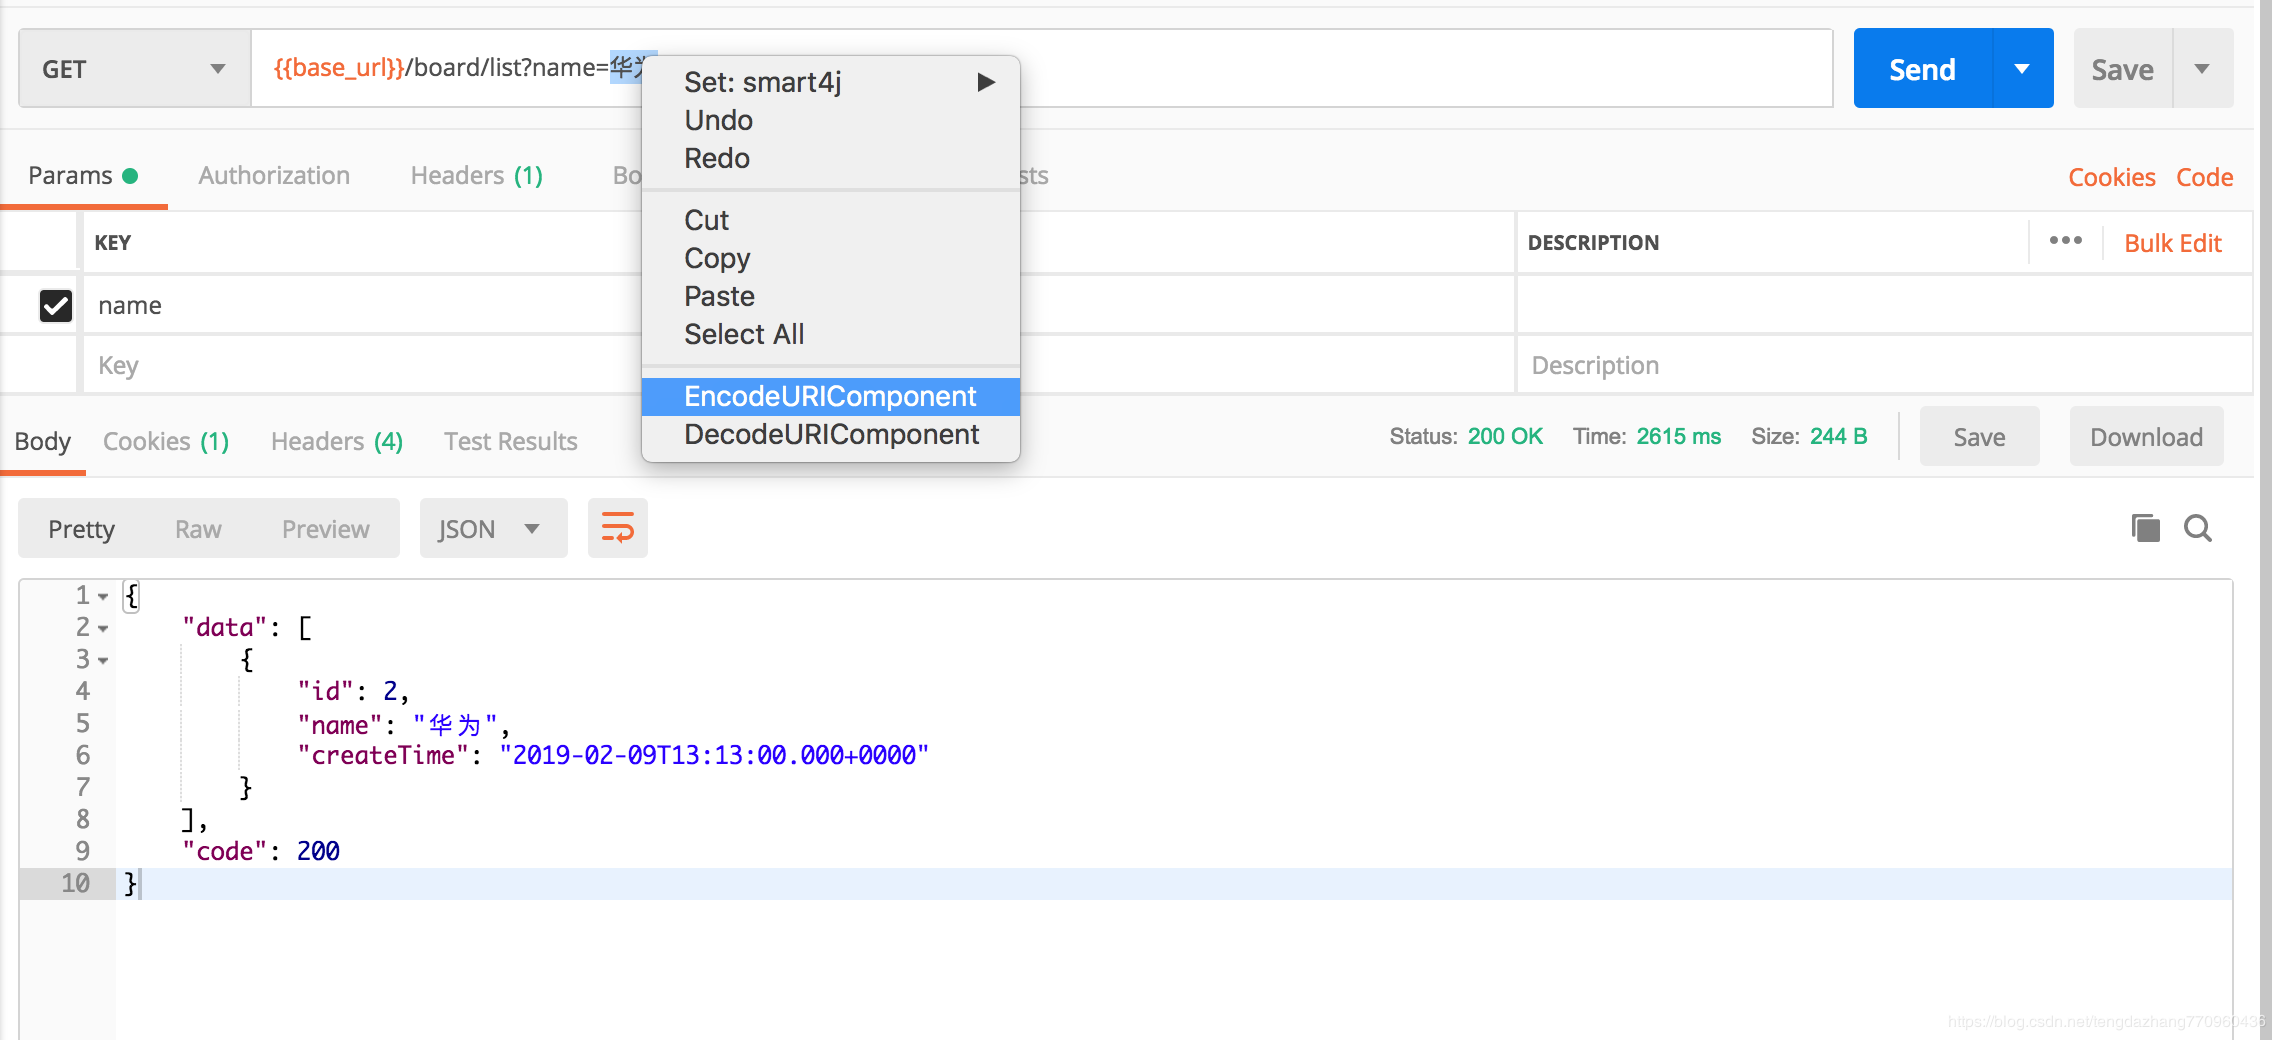 GET
{{base_url}}/board/list?name=华为
Send
Save
Set: smart4j
Undo
Redo
Cut
Copy
Paste
Select All
EncodeURIComponent
DecodeURIComponent
Params
Authorization
Headers (1)
Bo
sts
Cookies
Code
KEY
DESCRIPTION
Bulk Edit
name
Key
Description
Body
Cookies (1)
Headers (4)
Test Results
Status: 200 OK
Time: 2615 ms
Size: 244 B
Save
Download
Pretty
Raw
Preview
JSON
1 {
2 "data": [
3 {
4 "id": 2,
5 "name": "华为",
6 "createTime": "2019-02-09T13:13:00.000+0000"
7 }
8 ],
9 "code": 200
10 }
https://blog.csdn.net/tengdazhang770960436